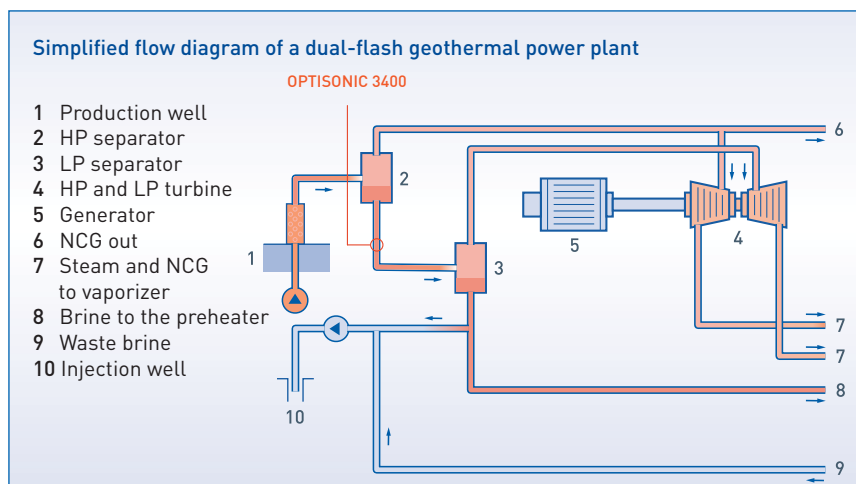 Simplified flow diagram of a dual-flash geothermal power plant
OPTISONIC 3400
1 Production well
2 HP separator
3 LP separator
4 HP and LP turbine
5 Generator
6 NCG out
7 Steam and NCG
to vaporizer
8 Brine to the preheater
9 Waste brine
10 Injection well
6
2
1
3
5
4
7
7
8
10
9